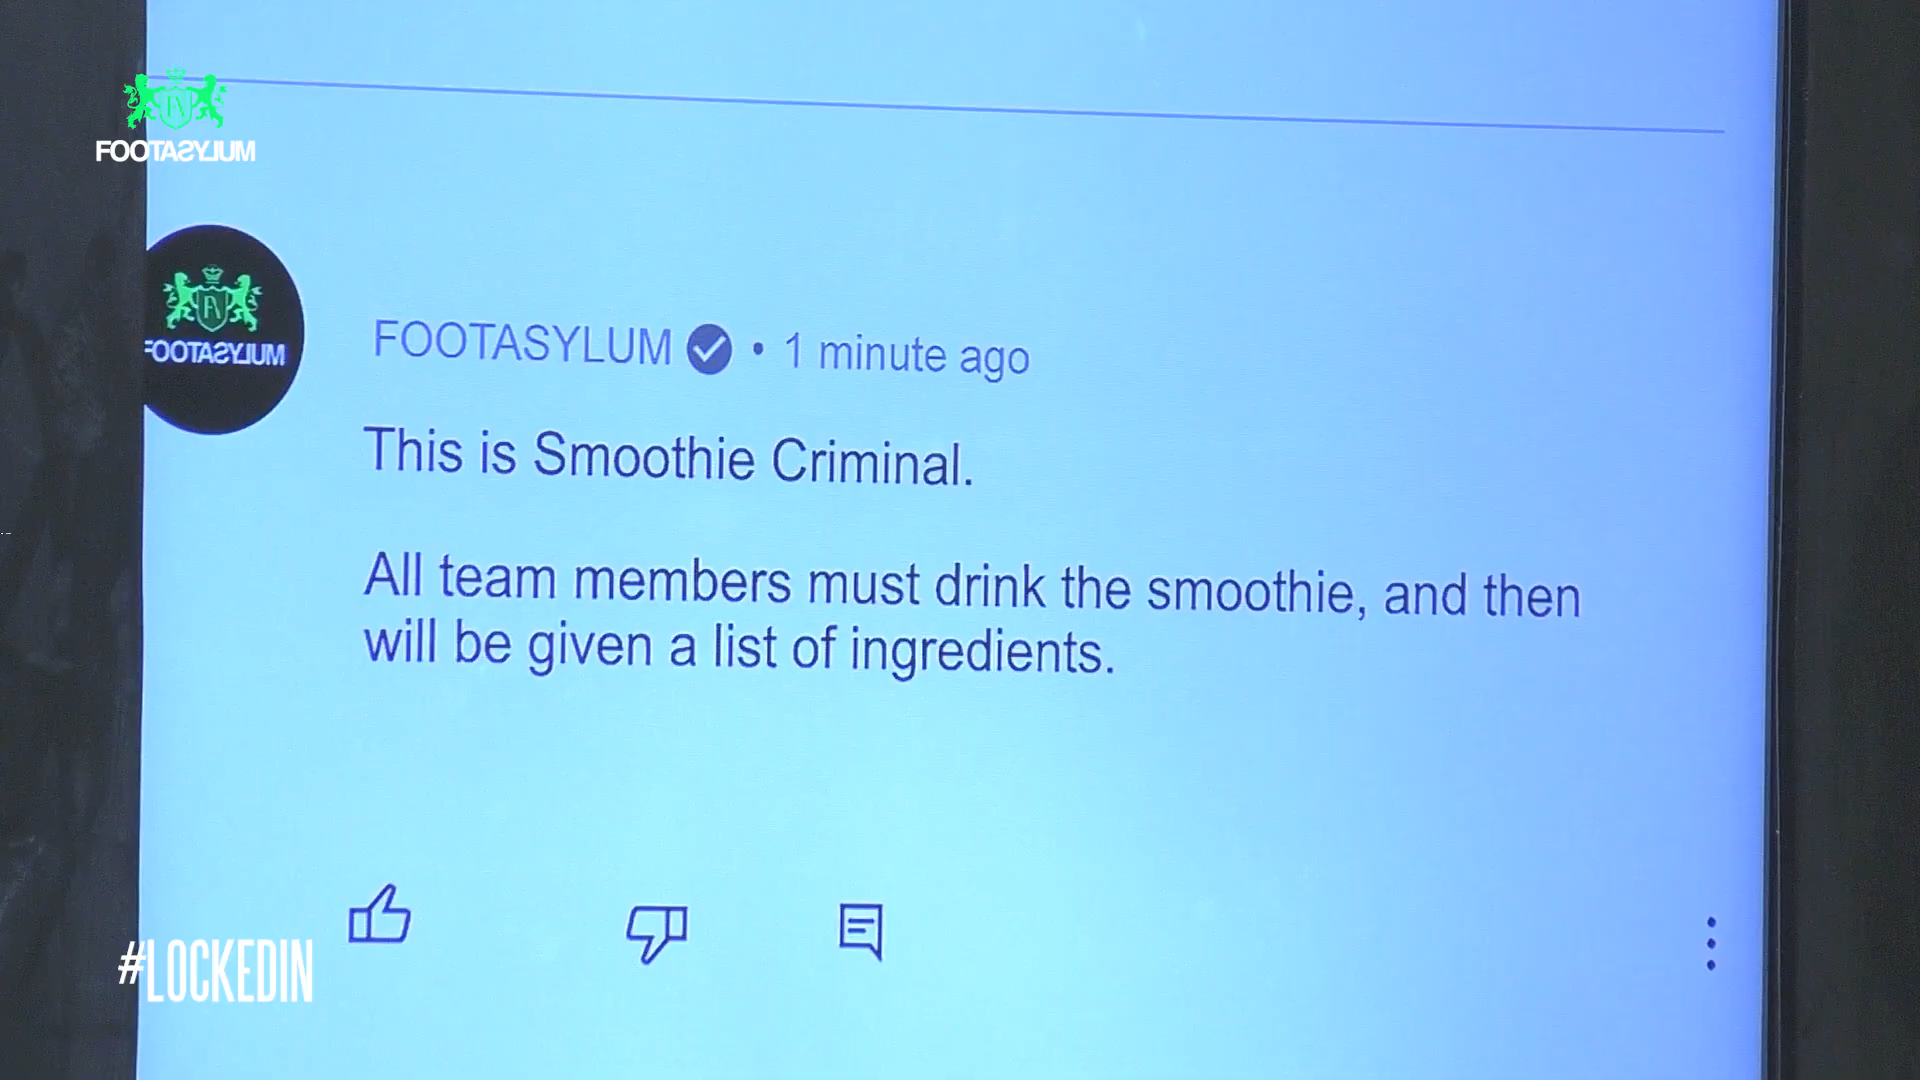 FOOTASYLUM
FOOTASYLUM
FOOTASYLUM • 1 minute ago
This is Smoothie Criminal.
All team members must drink the smoothie, and then
will be given a list of ingredients.
#LOCKEDIN